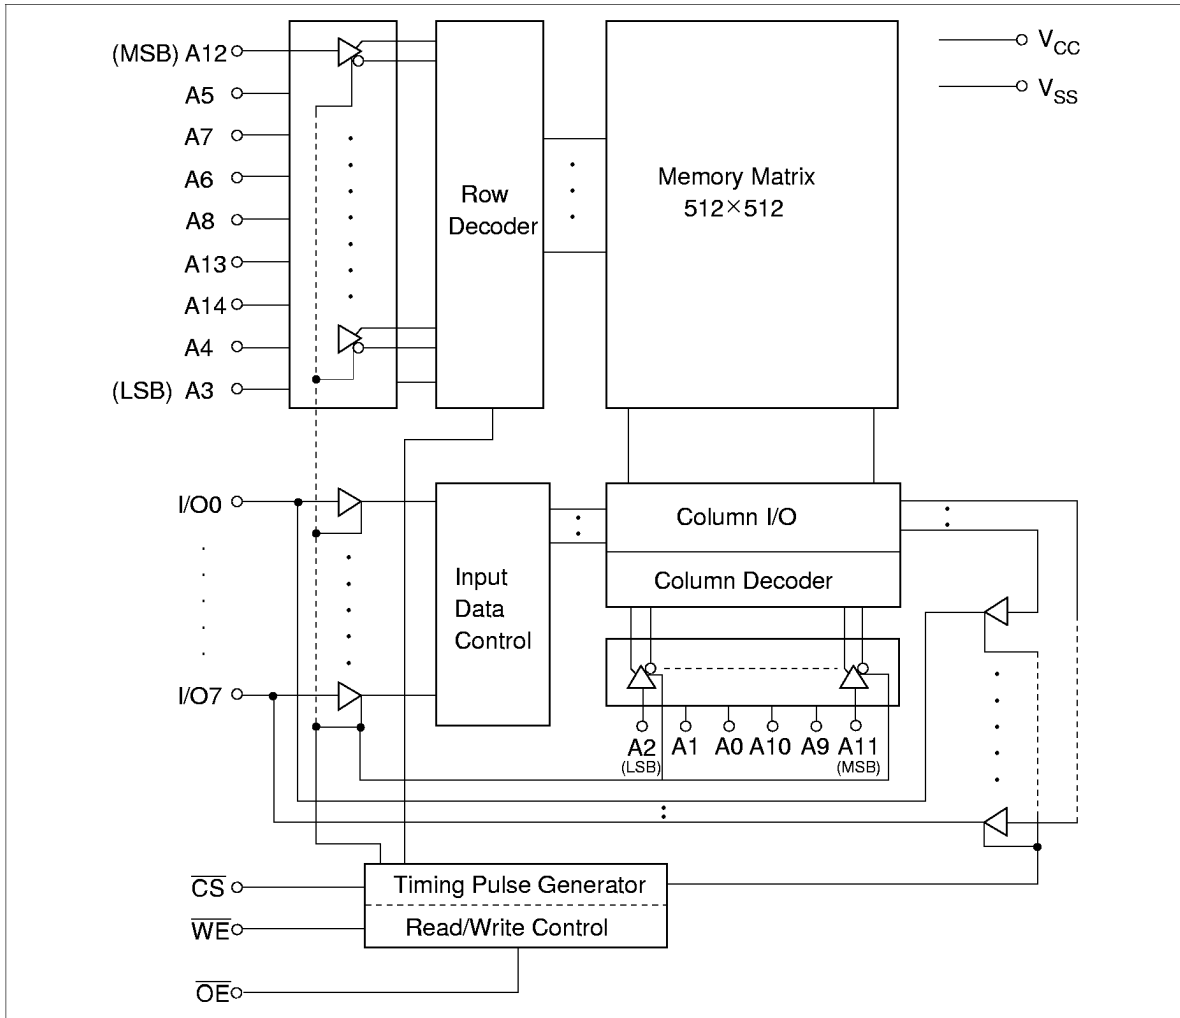 (MSB) A12
A5
A7
A6
A8
A13
A14
A4
(LSB) A3
Row
Decoder
Memory Matrix
512×512
VCC
VSS
I/O0
I/O7
Input
Data
Control
Column I/O
Column Decoder
A2 A1 A0 A10 A9 A11
(LSB) (MSB)
CS
WE
OE
Timing Pulse Generator
Read/Write Control